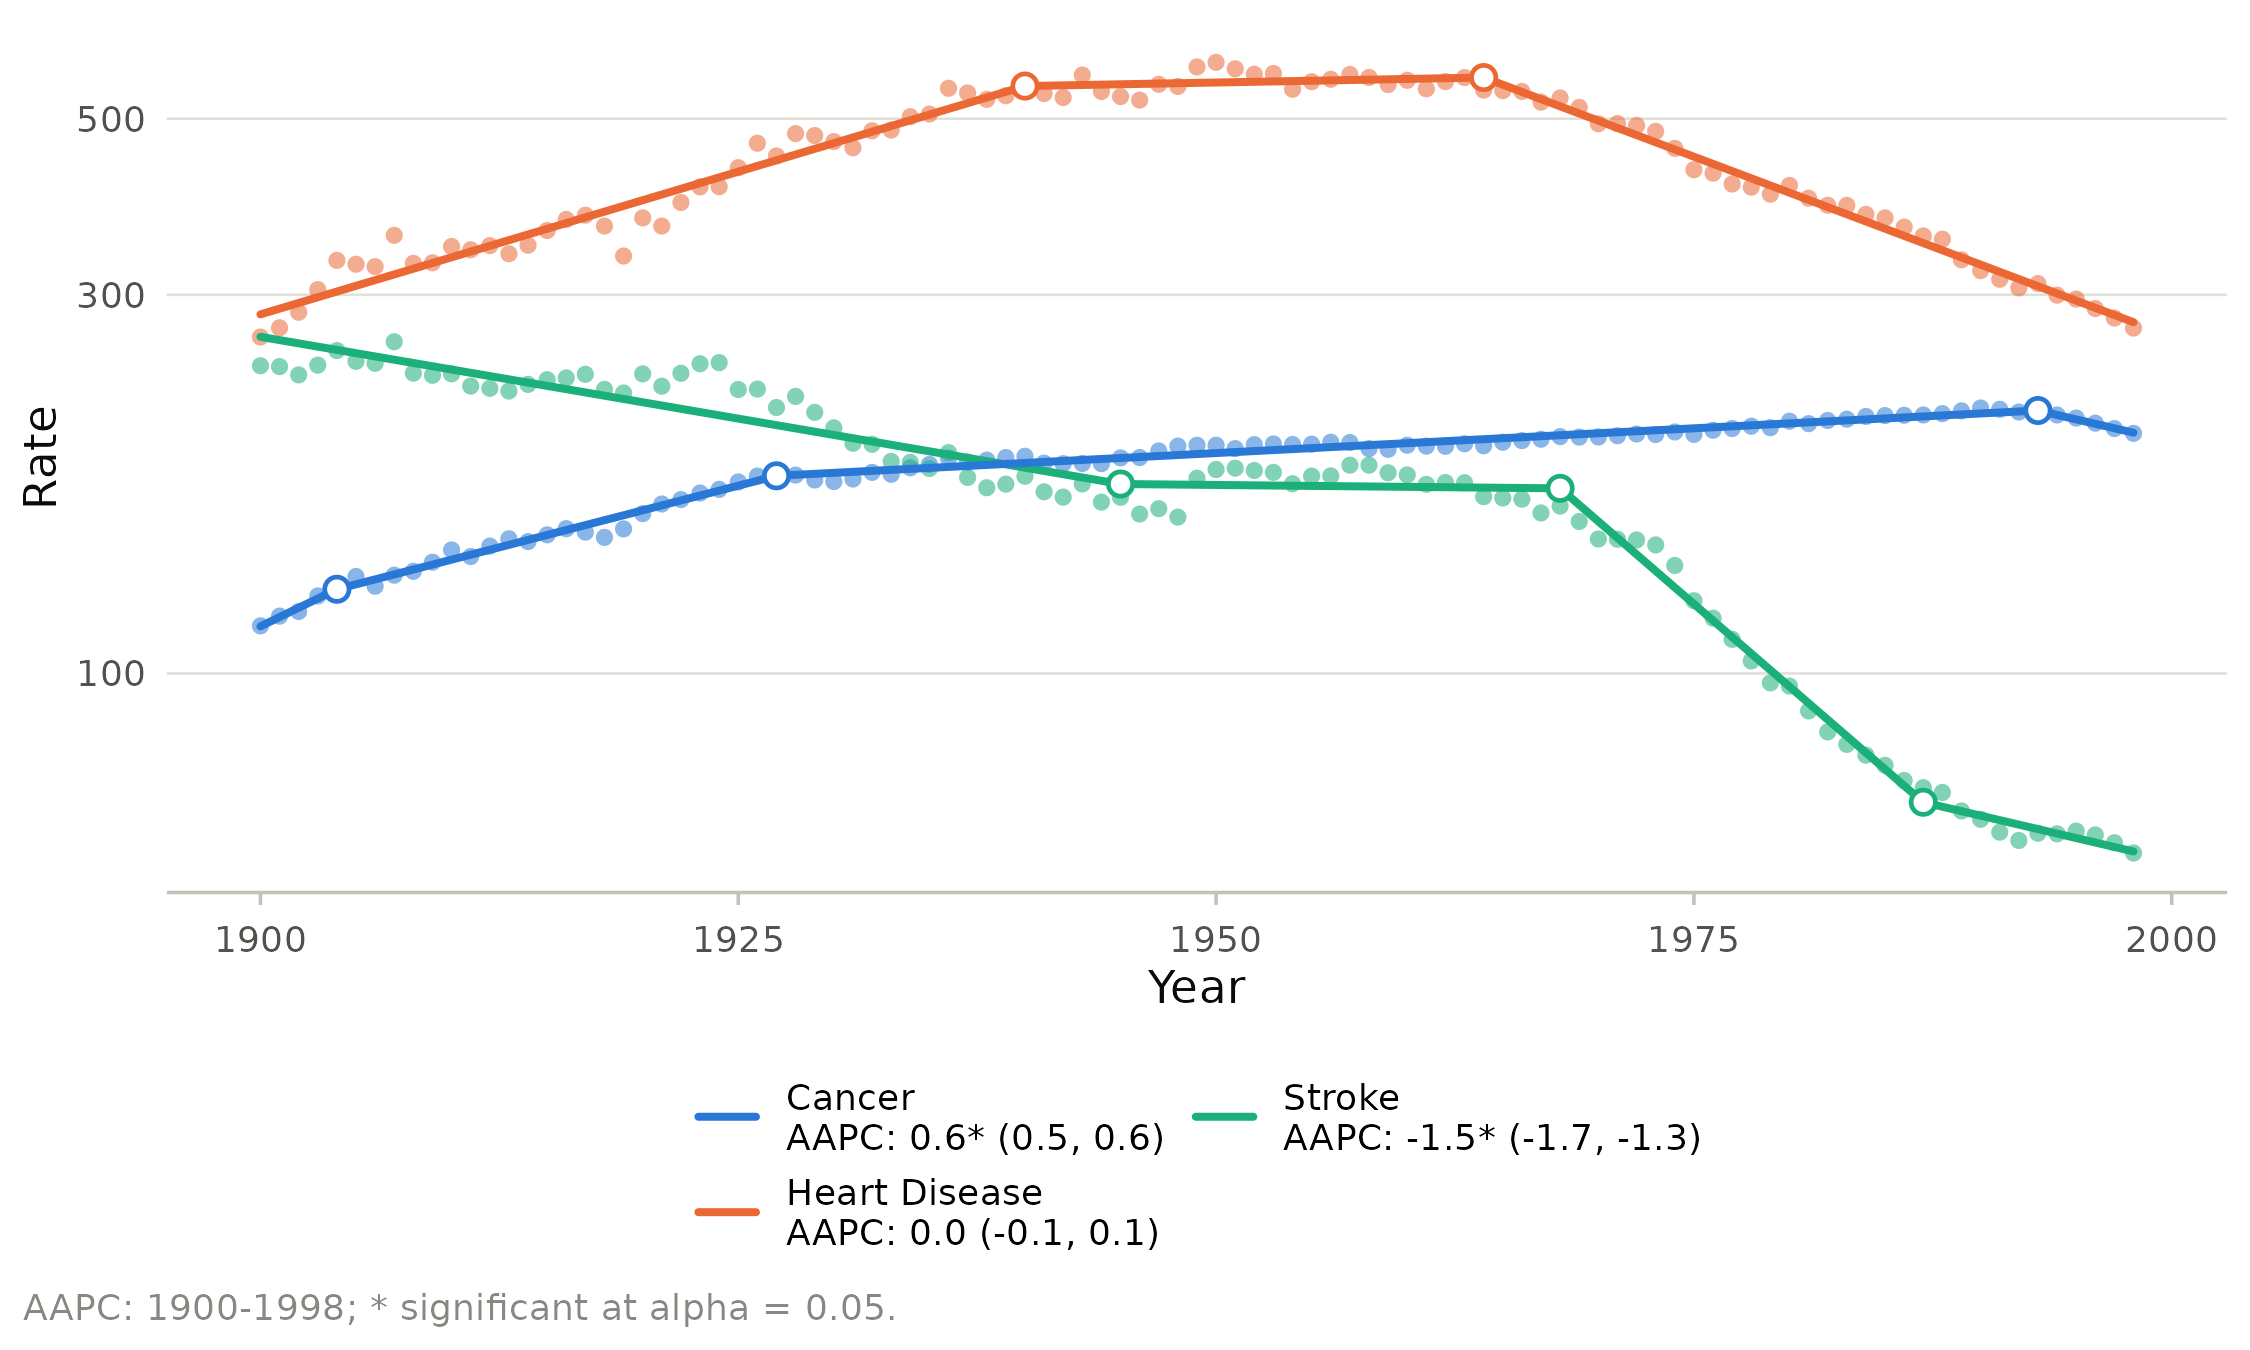 500
300
100
Rate
1900 1925 1950 1975 2000
Year
Cancer
AAPC: 0.6* (0.5, 0.6)
Stroke
AAPC: -1.5* (-1.7, -1.3)
Heart Disease
AAPC: 0.0 (-0.1, 0.1)
AAPC: 1900-1998; * significant at alpha = 0.05.